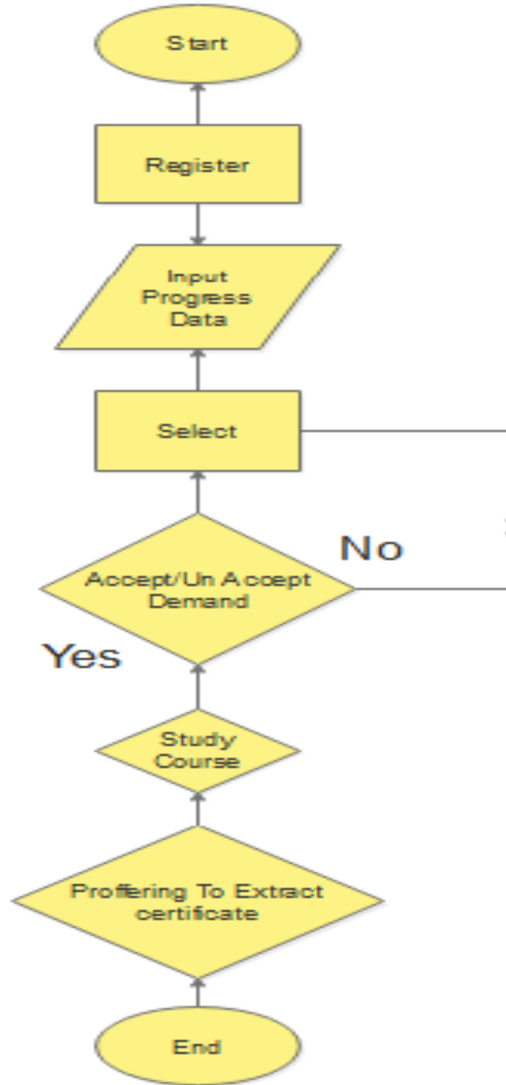 Start
Register
Input
Progress
Data
Select
Accept/Un Accept
Demand
No
Yes
Study
Course
Proffering To Extract
certificate
End